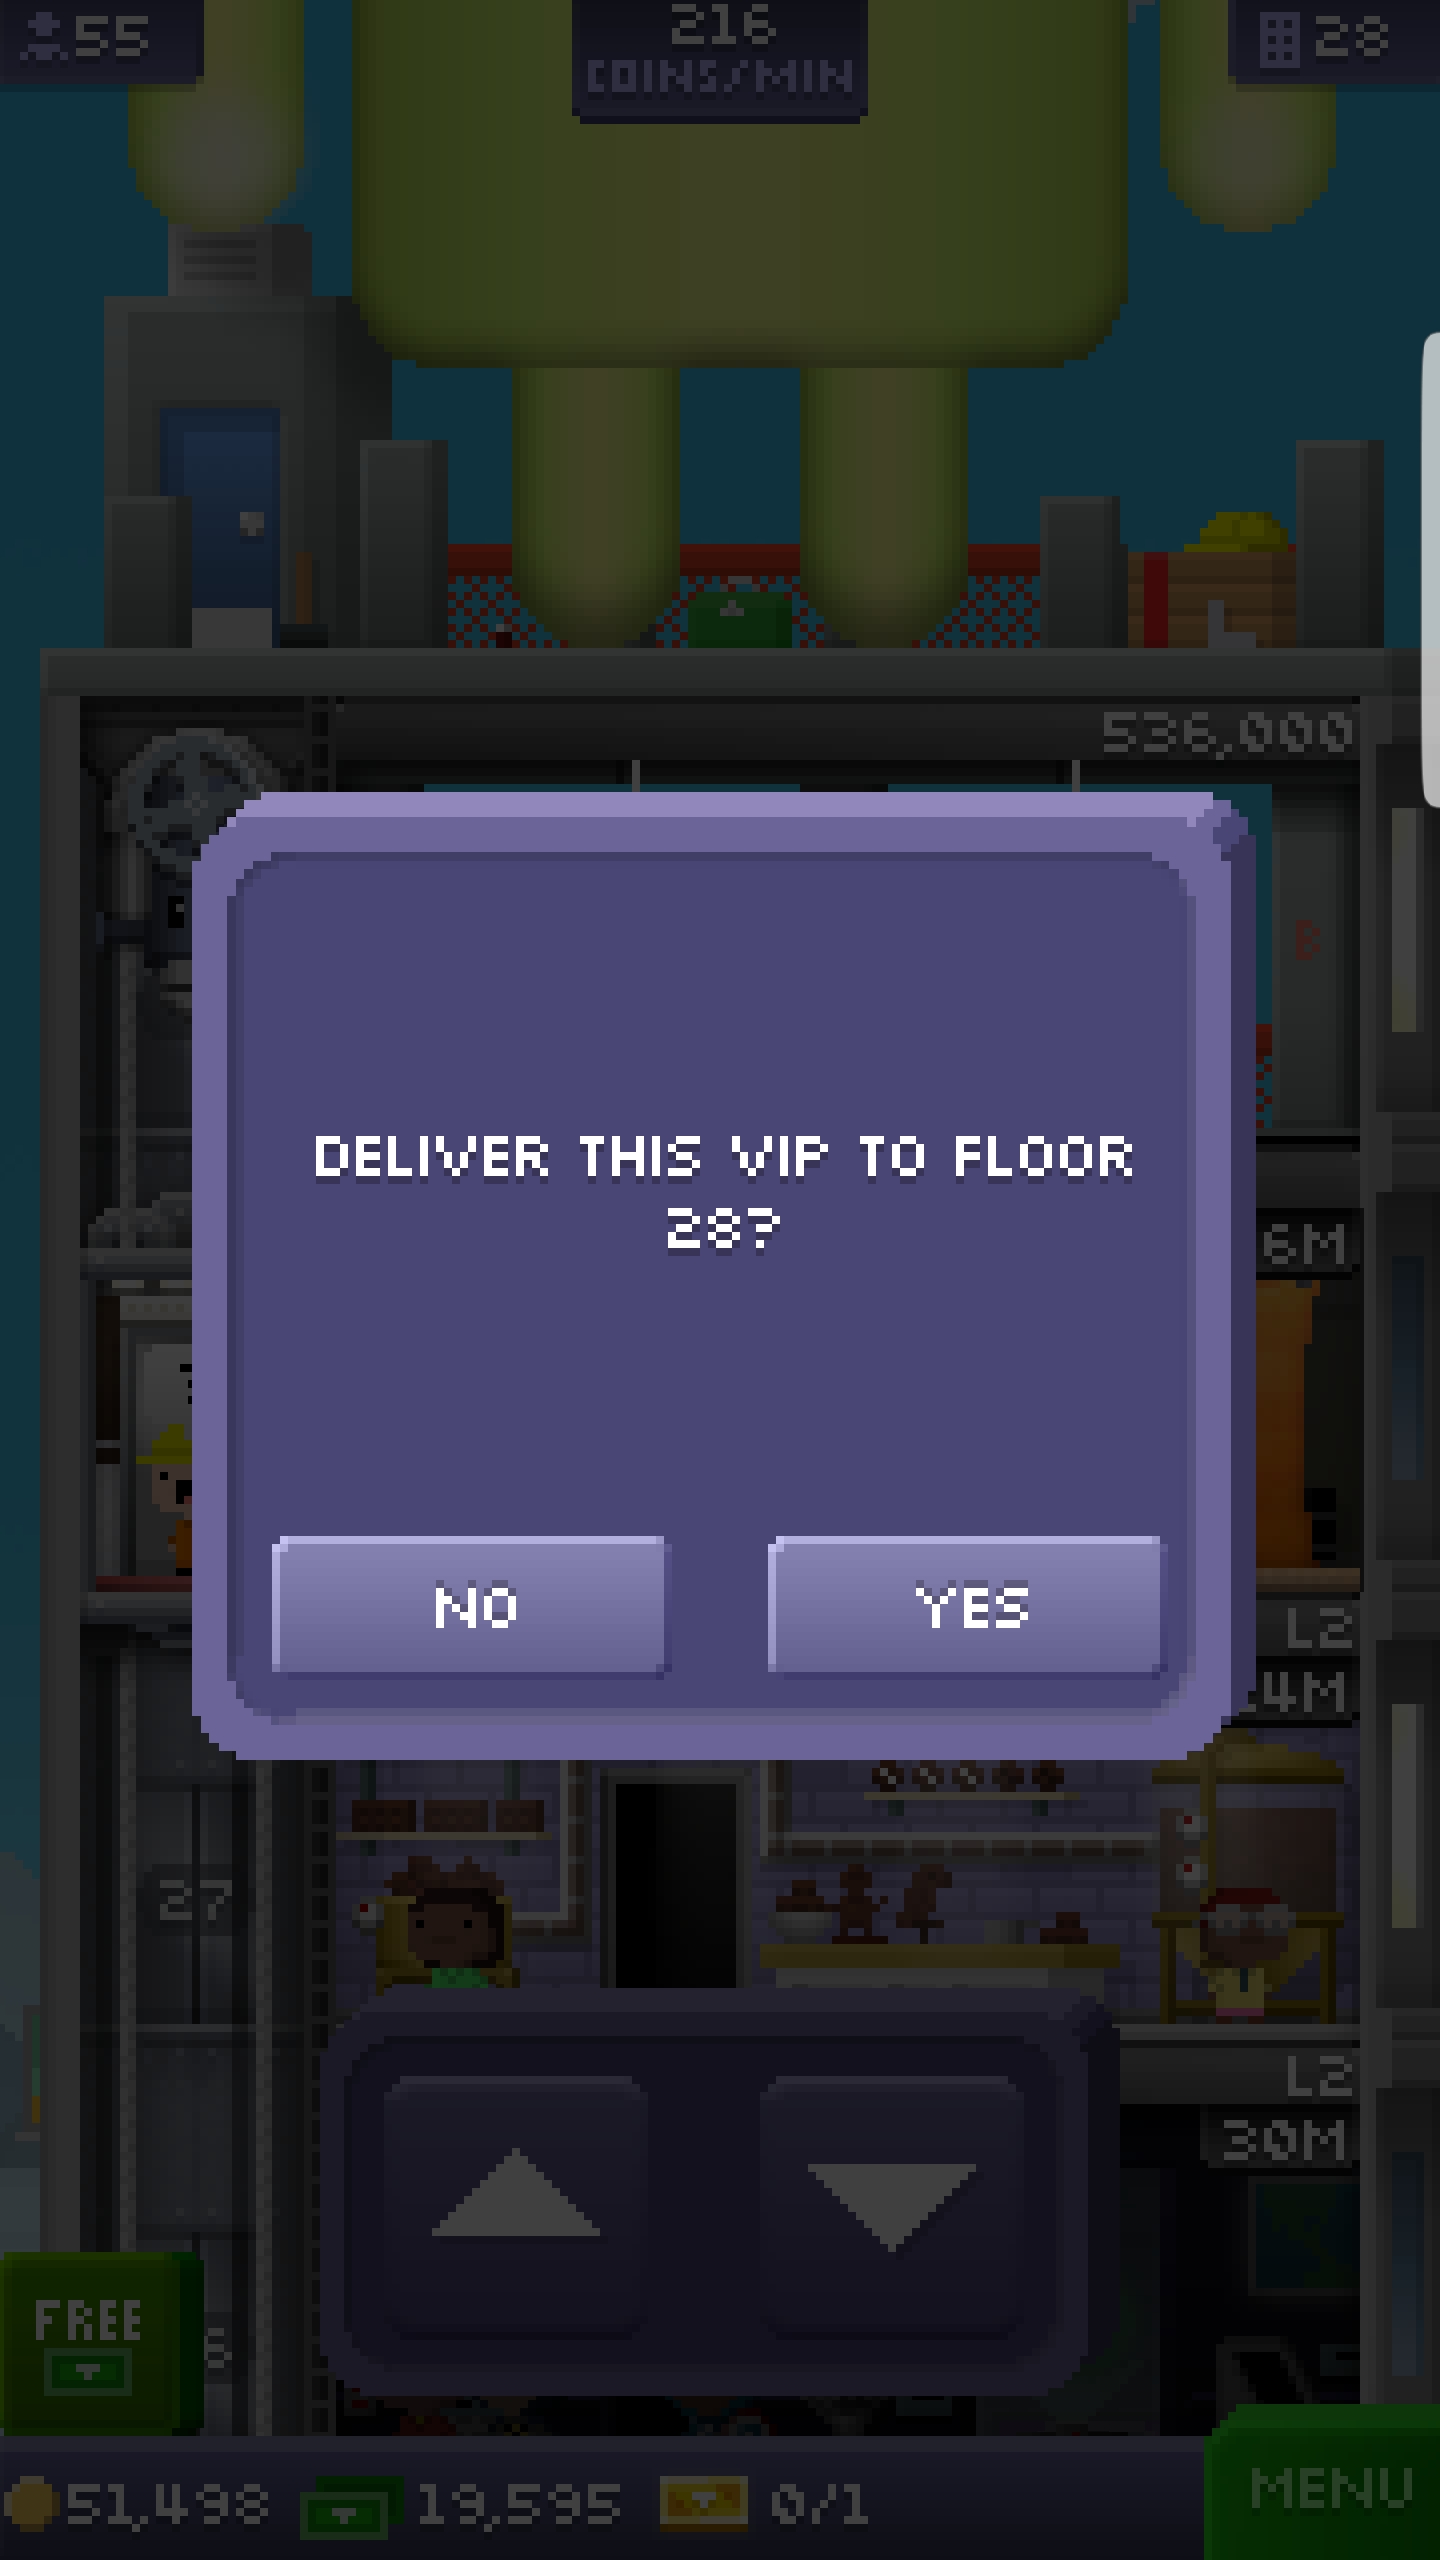 55
216
COINS/MIN
28
536,000
B
6M
DELIVER THIS VIP TO FLOOR
28?
NO
YES
L2
4M
27
L2
30M
FREE
51,498
19,595
0/1
MENU